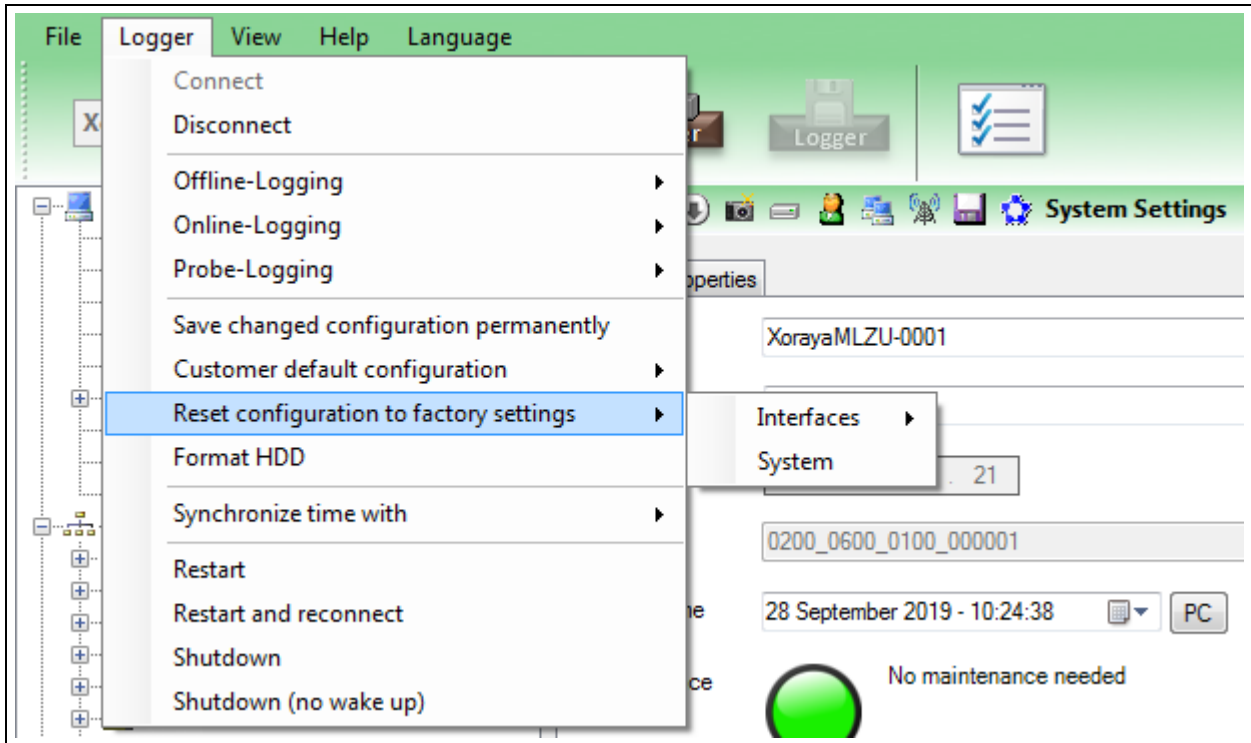 File Logger View Help Language
Connect
Disconnect
Logger
Offline-Logging
Online-Logging
System Settings
Probe-Logging
Save changed configuration permanently
XorayaMLZU-0001
Customer default configuration
Reset configuration to factory settings
Interfaces
Format HDD
System
. 21
Synchronize time with
0200_0600_0100_000001
Restart
Restart and reconnect
28 September 2019 - 10:24:38 PC
Shutdown
No maintenance needed
Shutdown (no wake up)